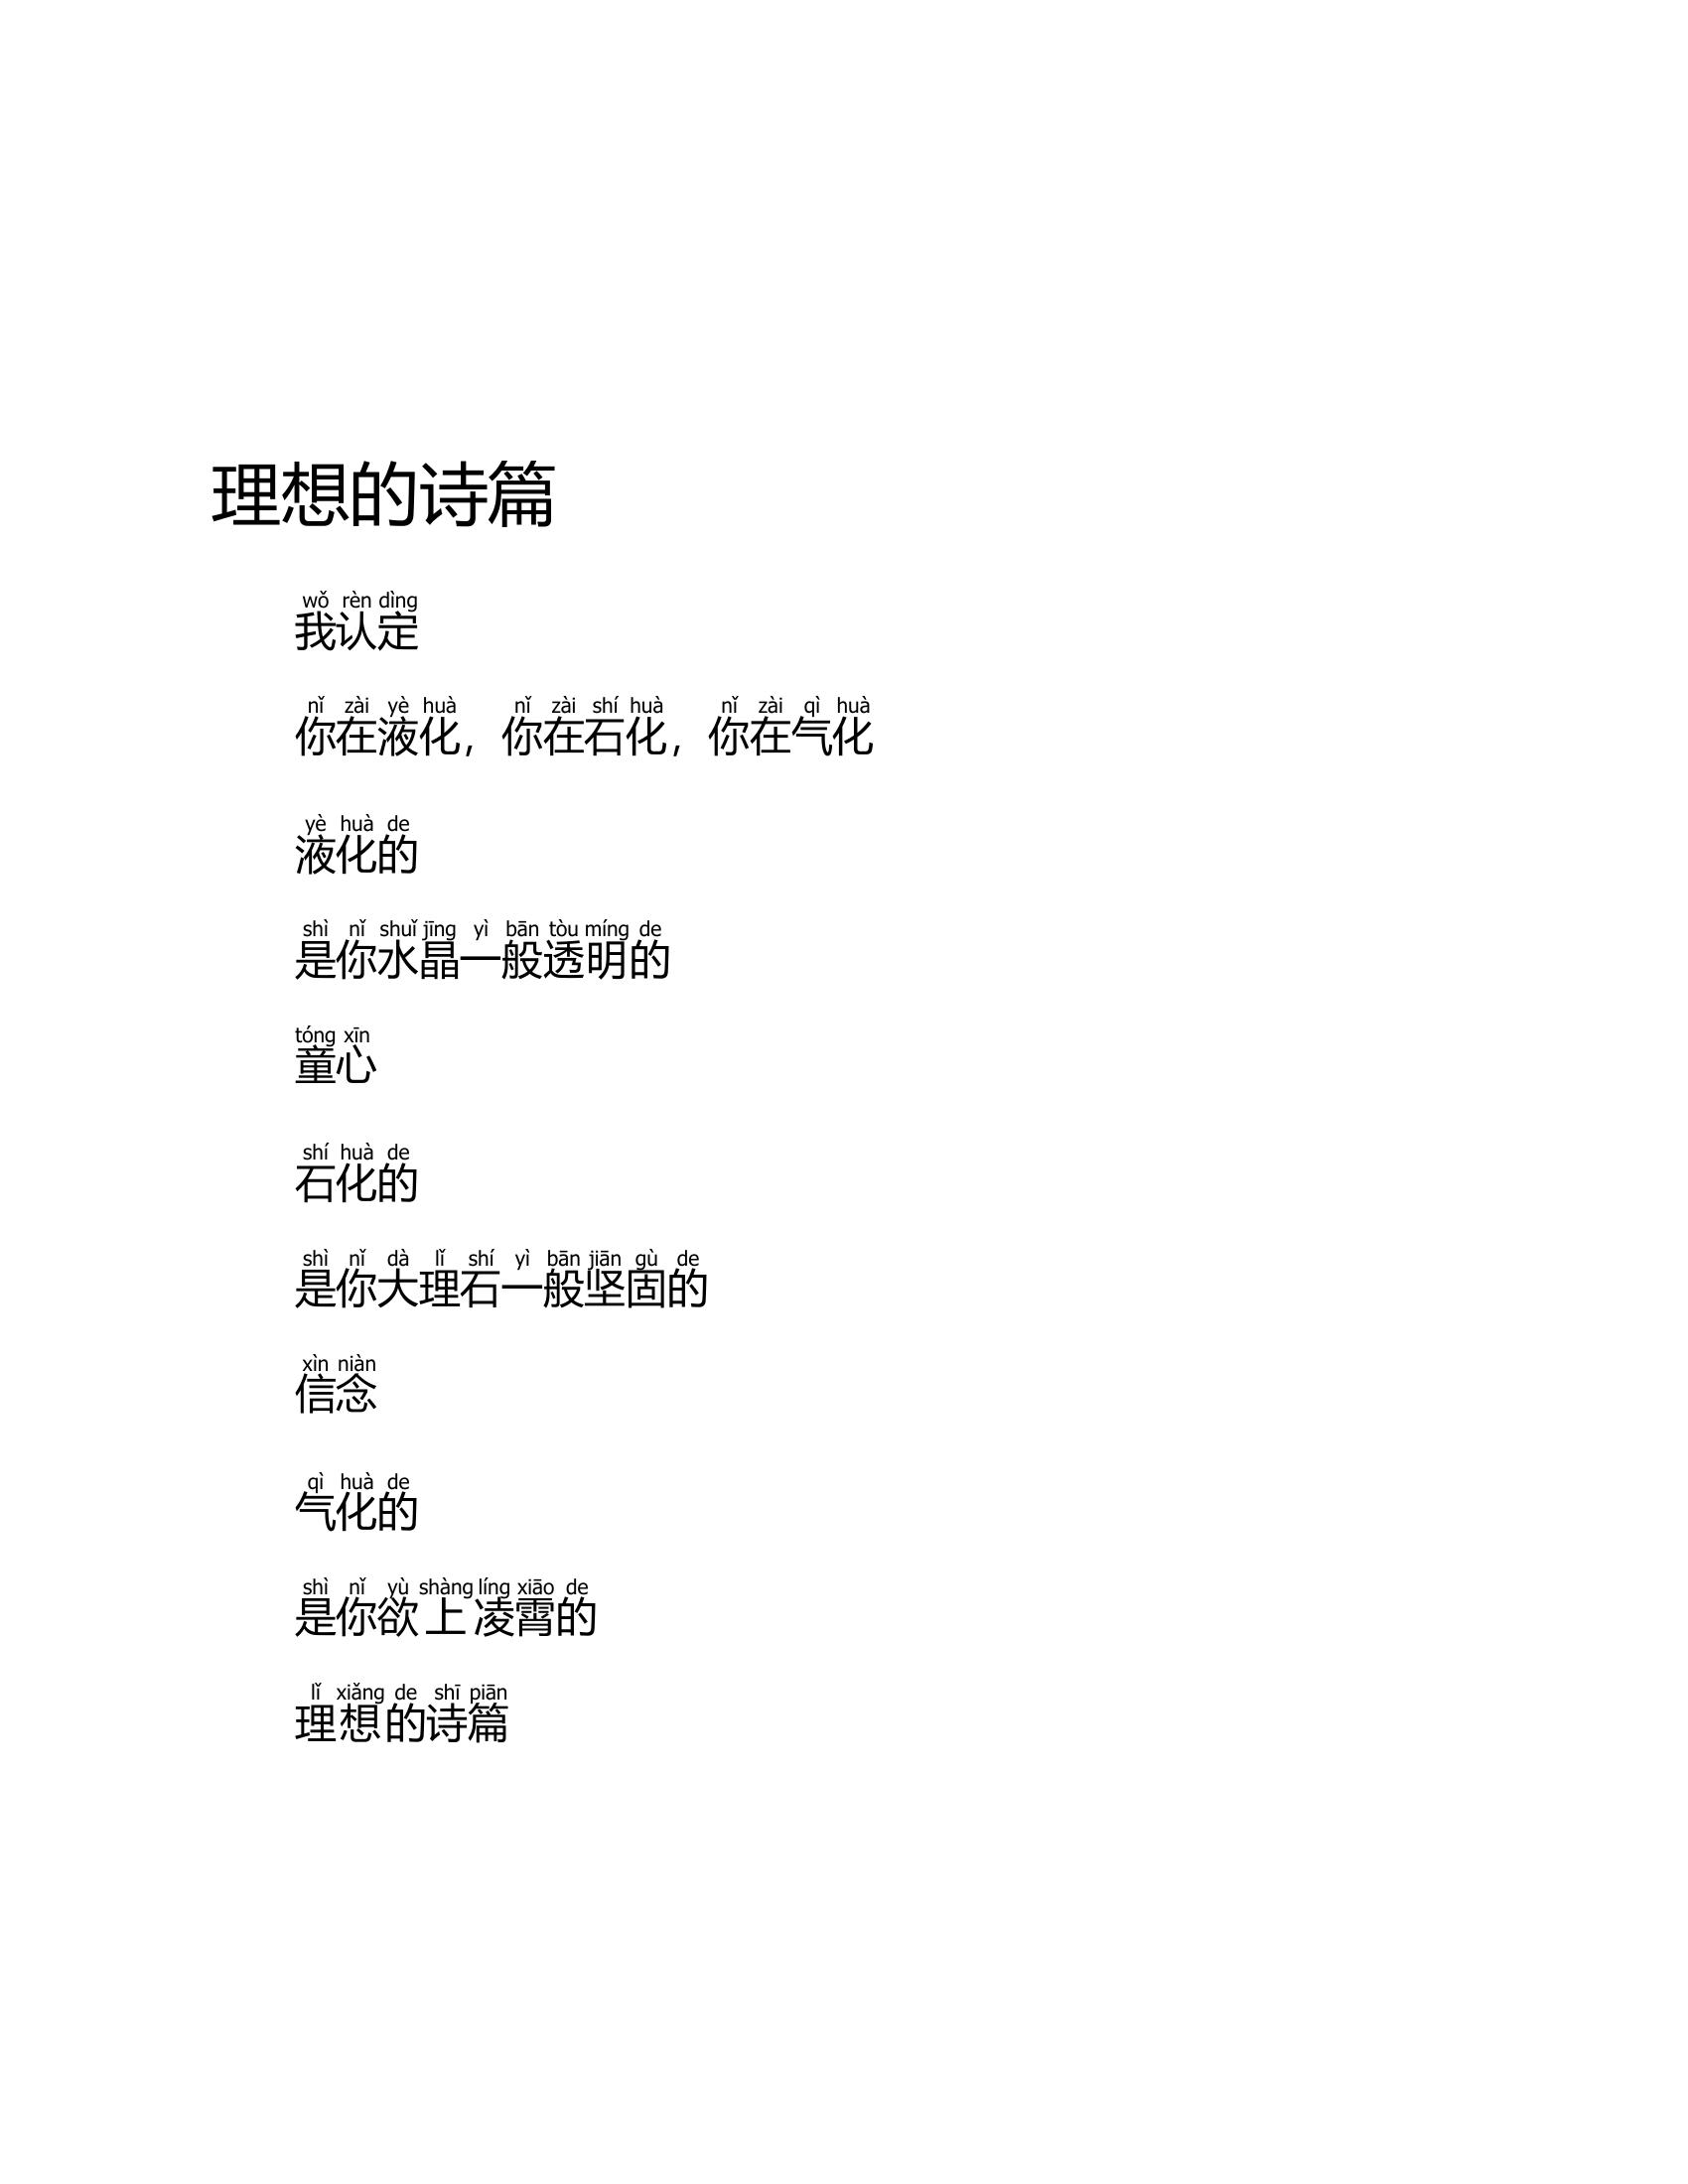 理想的诗篇
wǒ rèn dìng
我认定
nǐ zài yè huà nǐ zài shí huà nǐ zài qì huà
你在液化，你在石化，你在气化
yè huà de
液化的
shì nǐ shuǐ jīng yì bān tòu míng de
是你水晶一般透明的
tóng xīn
童心
shí huà de
石化的
shì nǐ dà lǐ shí yì bān jiān gù de
是你大理石一般坚固的
xìn niàn
信念
qì huà de
气化的
shì nǐ yù shàng líng xiāo de
是你欲上凌霄的
lǐ xiǎng de shī piān
理想的诗篇